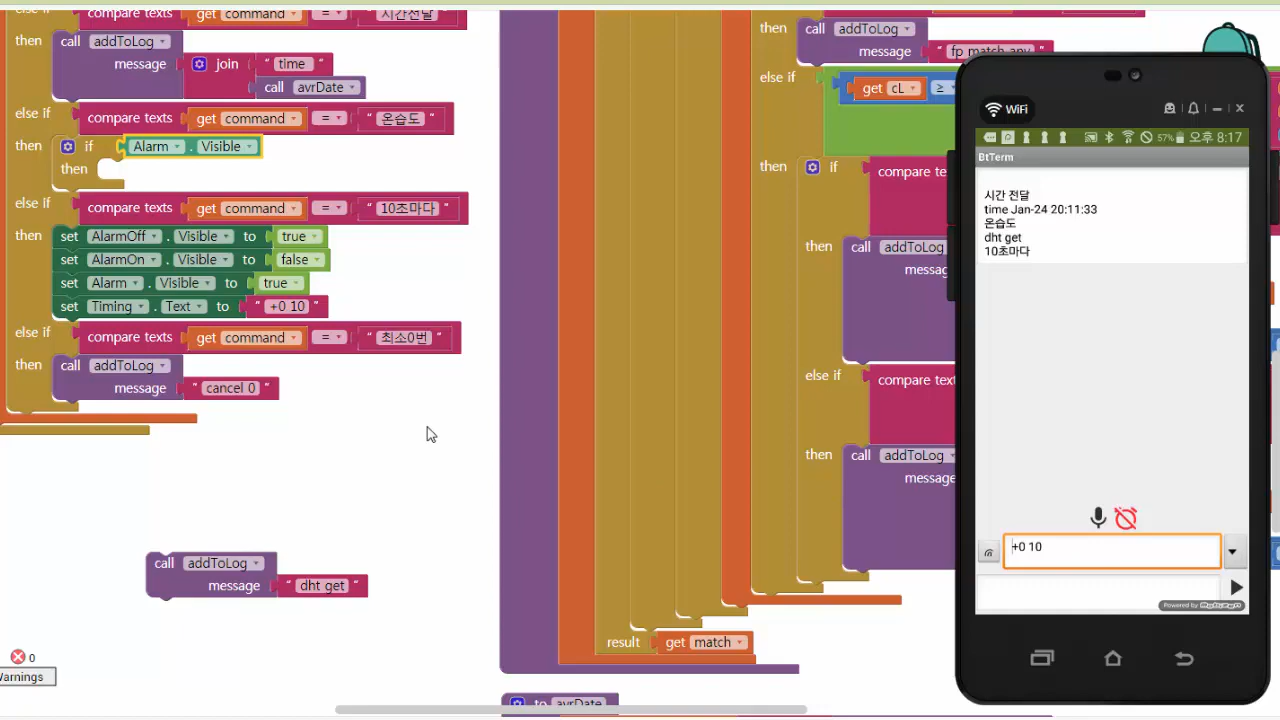 else if compare texts get command = " 시간전달 "
then call addToLog
message join " time "
call avrDate
else if compare texts get command = " 온습도 "
then if Alarm . Visible
then
else if compare texts get command = " 10초마다 "
then set AlarmOff . Visible to true
set AlarmOn . Visible to false
set Alarm . Visible to true
set Timing . Text to " +0 10 "
else if compare texts get command = " 최소0번 "
then call addToLog
message " cancel 0 "
call addToLog
message " dht get "
0
Warnings
then call addToLog
message " fp match any "
else if get cL ≥
then if compare tex
then call addToLog
messag
else if compare text
then call addToLog
messag
result get match
to avrDate
WiFi
57% 오후 8:17
BtTerm
시간 전달
time Jan-24 20:11:33
온습도
dht get
10초마다
+0 10
Powered by